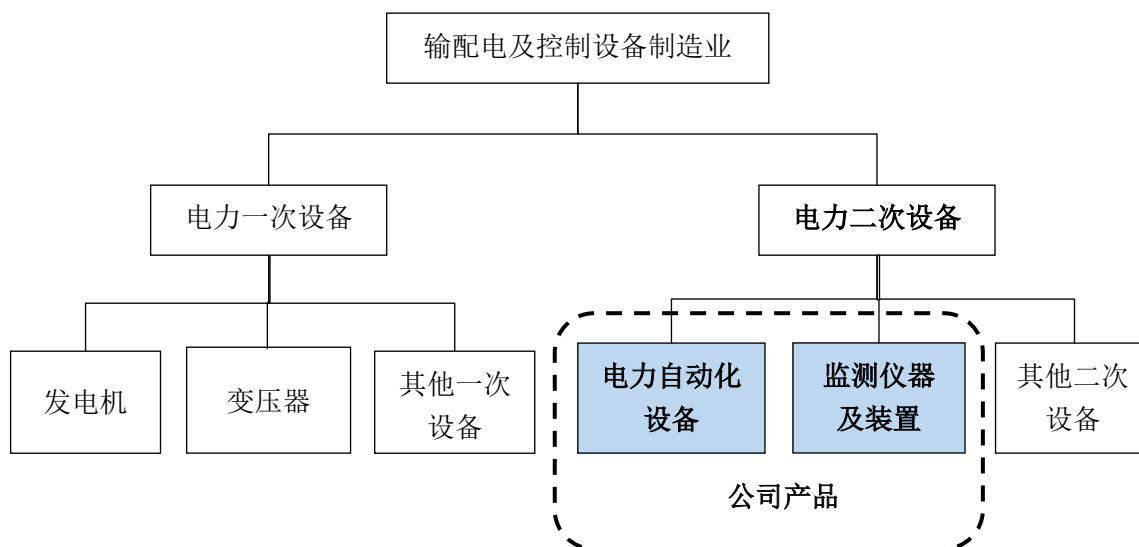 输配电及控制设备制造业
电力一次设备
电力二次设备
发电机
变压器
其他一次
设备
电力自动化
设备
监测仪器
及装置
其他二次
设备
公司产品